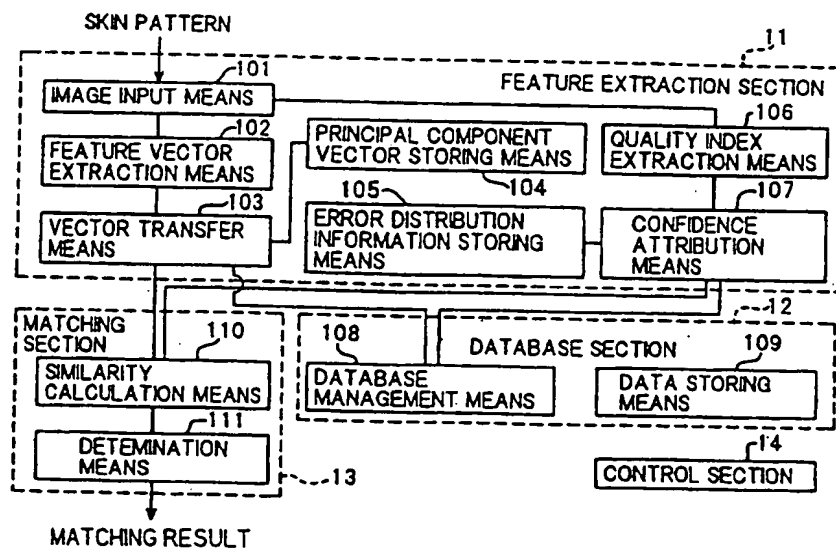 SKIN PATTERN
11
FEATURE EXTRACTION SECTION
101
IMAGE INPUT MEANS
102
FEATURE VECTOR
EXTRACTION MEANS
103
VECTOR TRANSFER
MEANS
PRINCIPAL COMPONENT
VECTOR STORING MEANS
104
105
ERROR DISTRIBUTION
INFORMATION STORING
MEANS
106
QUALITY INDEX
EXTRACTION MEANS
107
CONFIDENCE
ATTRIBUTION
MEANS
12
MATCHING
SECTION
110
SIMILARITY
CALCULATION MEANS
111
DETEMINATION
MEANS
13
MATCHING RESULT
DATABASE SECTION
108
DATABASE
MANAGEMENT MEANS
109
DATA STORING
MEANS
14
CONTROL SECTION